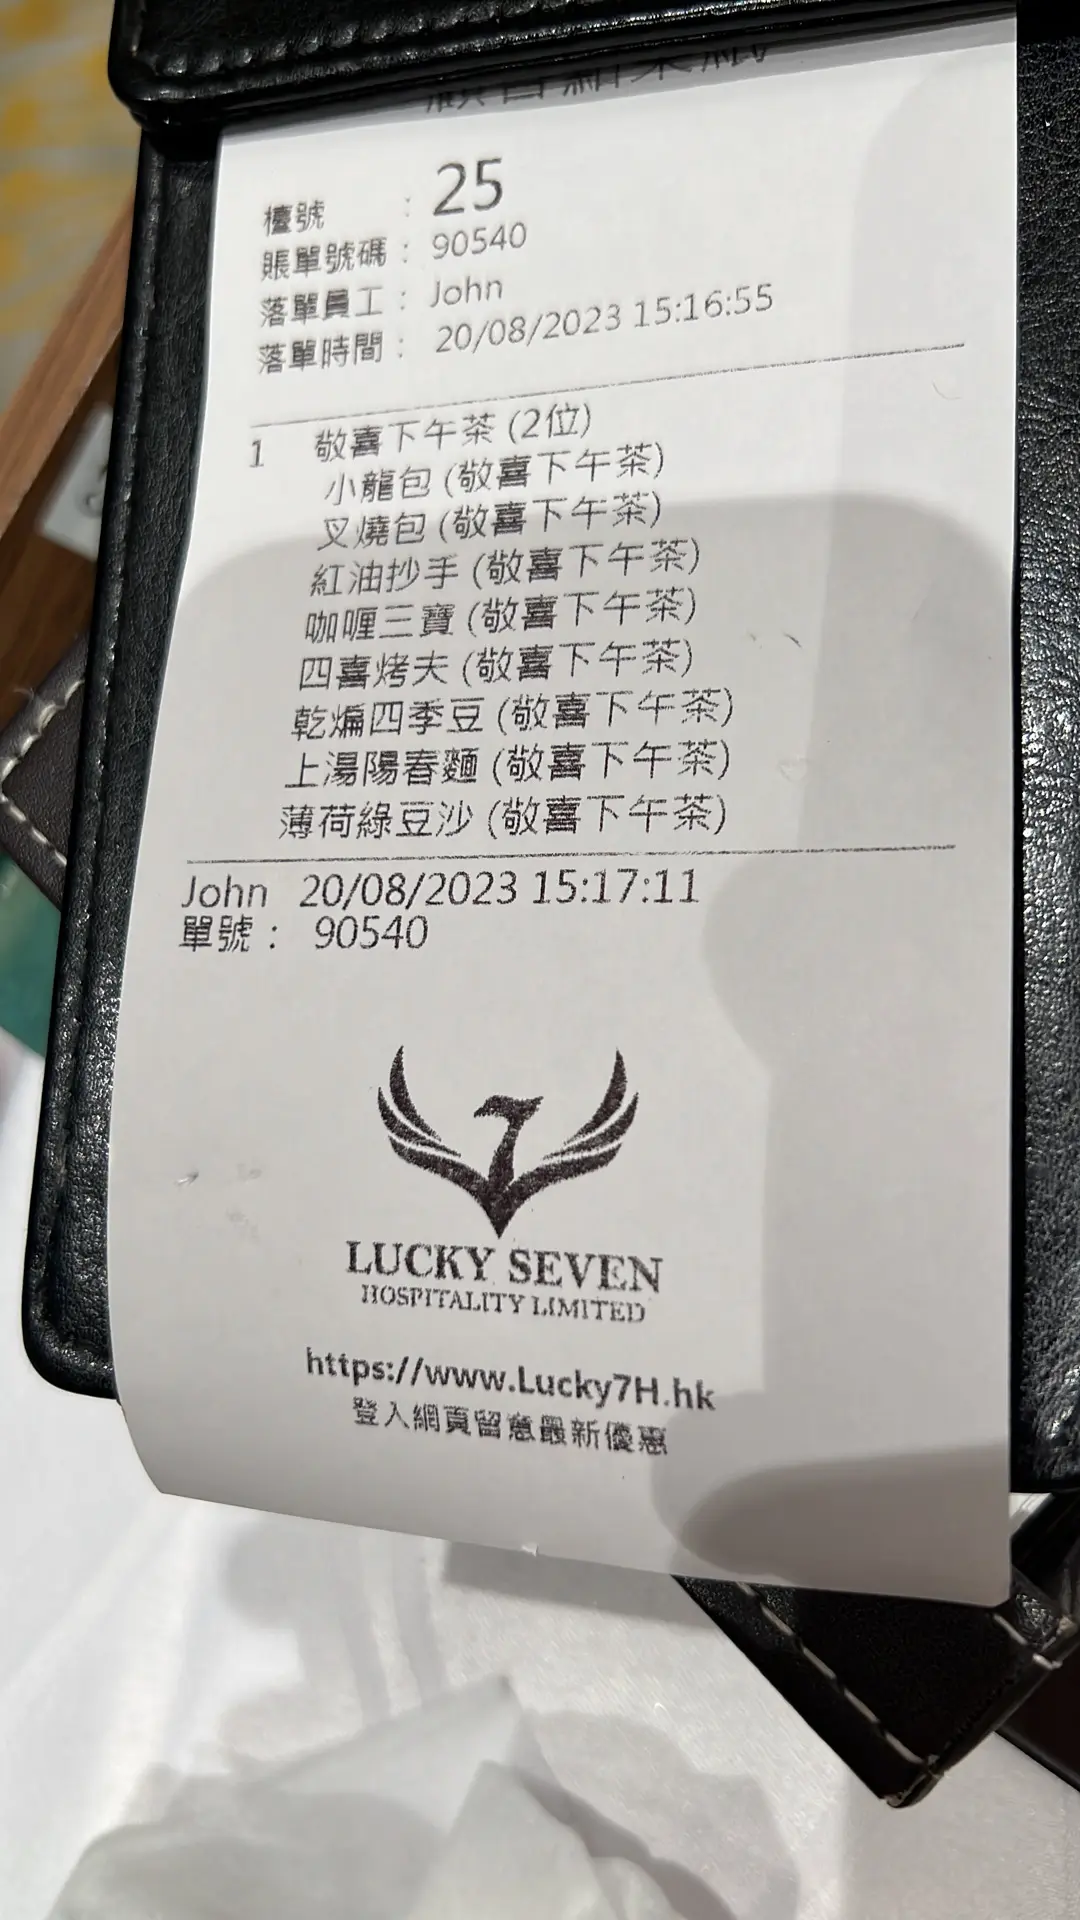 檯號 : 25
賬單號碼 : 90540
落單員工 : John
落單時間 : 20/08/2023 15:16:55
1 敬喜下午茶 (2位)
小龍包 (敬喜下午茶)
叉燒包 (敬喜下午茶)
紅油抄手 (敬喜下午茶)
咖喱三寶 (敬喜下午茶)
四喜烤夫 (敬喜下午茶)
乾煸四季豆 (敬喜下午茶)
上湯陽春麵 (敬喜下午茶)
薄荷綠豆沙 (敬喜下午茶)
John 20/08/2023 15:17:11
單號 : 90540
LUCKY SEVEN
HOSPITALITY LIMITED
https://www.Lucky7H.hk
登入網頁留意最新優惠